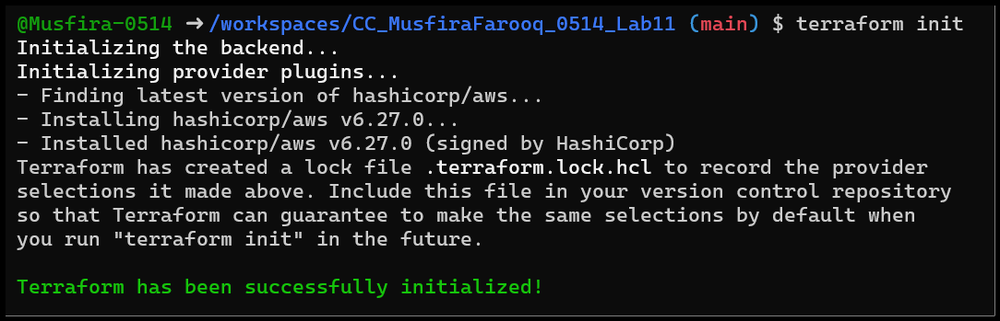 @Musfira-0514 ➜ /workspaces/CC_MusfiraFarooq_0514_Lab11 (main) $ terraform init
Initializing the backend...
Initializing provider plugins...
- Finding latest version of hashicorp/aws...
- Installing hashicorp/aws v6.27.0...
- Installed hashicorp/aws v6.27.0 (signed by HashiCorp)
Terraform has created a lock file .terraform.lock.hcl to record the provider
selections it made above. Include this file in your version control repository
so that Terraform can guarantee to make the same selections by default when
you run "terraform init" in the future.
Terraform has been successfully initialized!